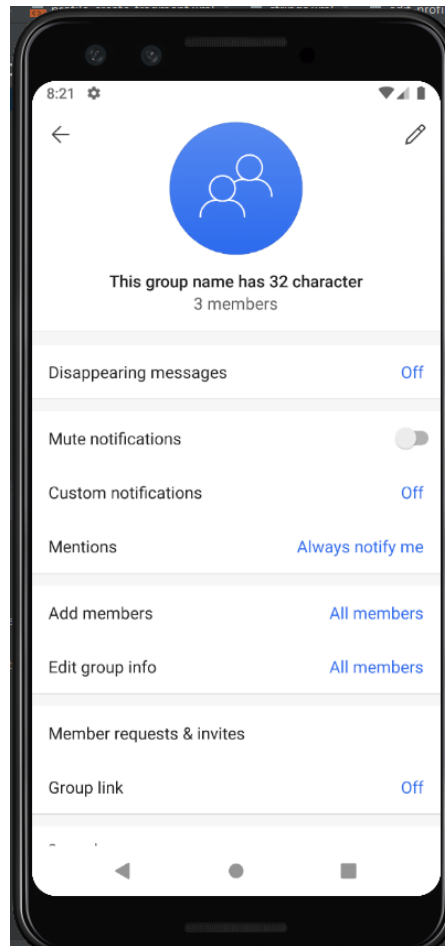 8:21
This group name has 32 character
3 members
Disappearing messages Off
Mute notifications
Custom notifications Off
Mentions Always notify me
Add members All members
Edit group info All members
Member requests & invites
Group link Off